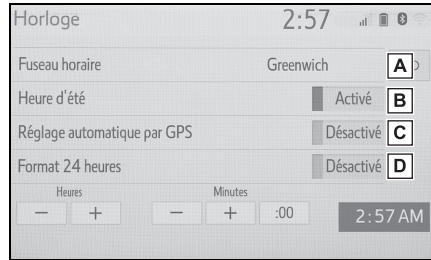 Horloge 2:57
Fuseau horaire Greenwich A
Heure d'été Activé B
Réglage automatique par GPS Désactivé C
Format 24 heures Désactivé D
Heures Minutes
− + − + :00 2:57 AM